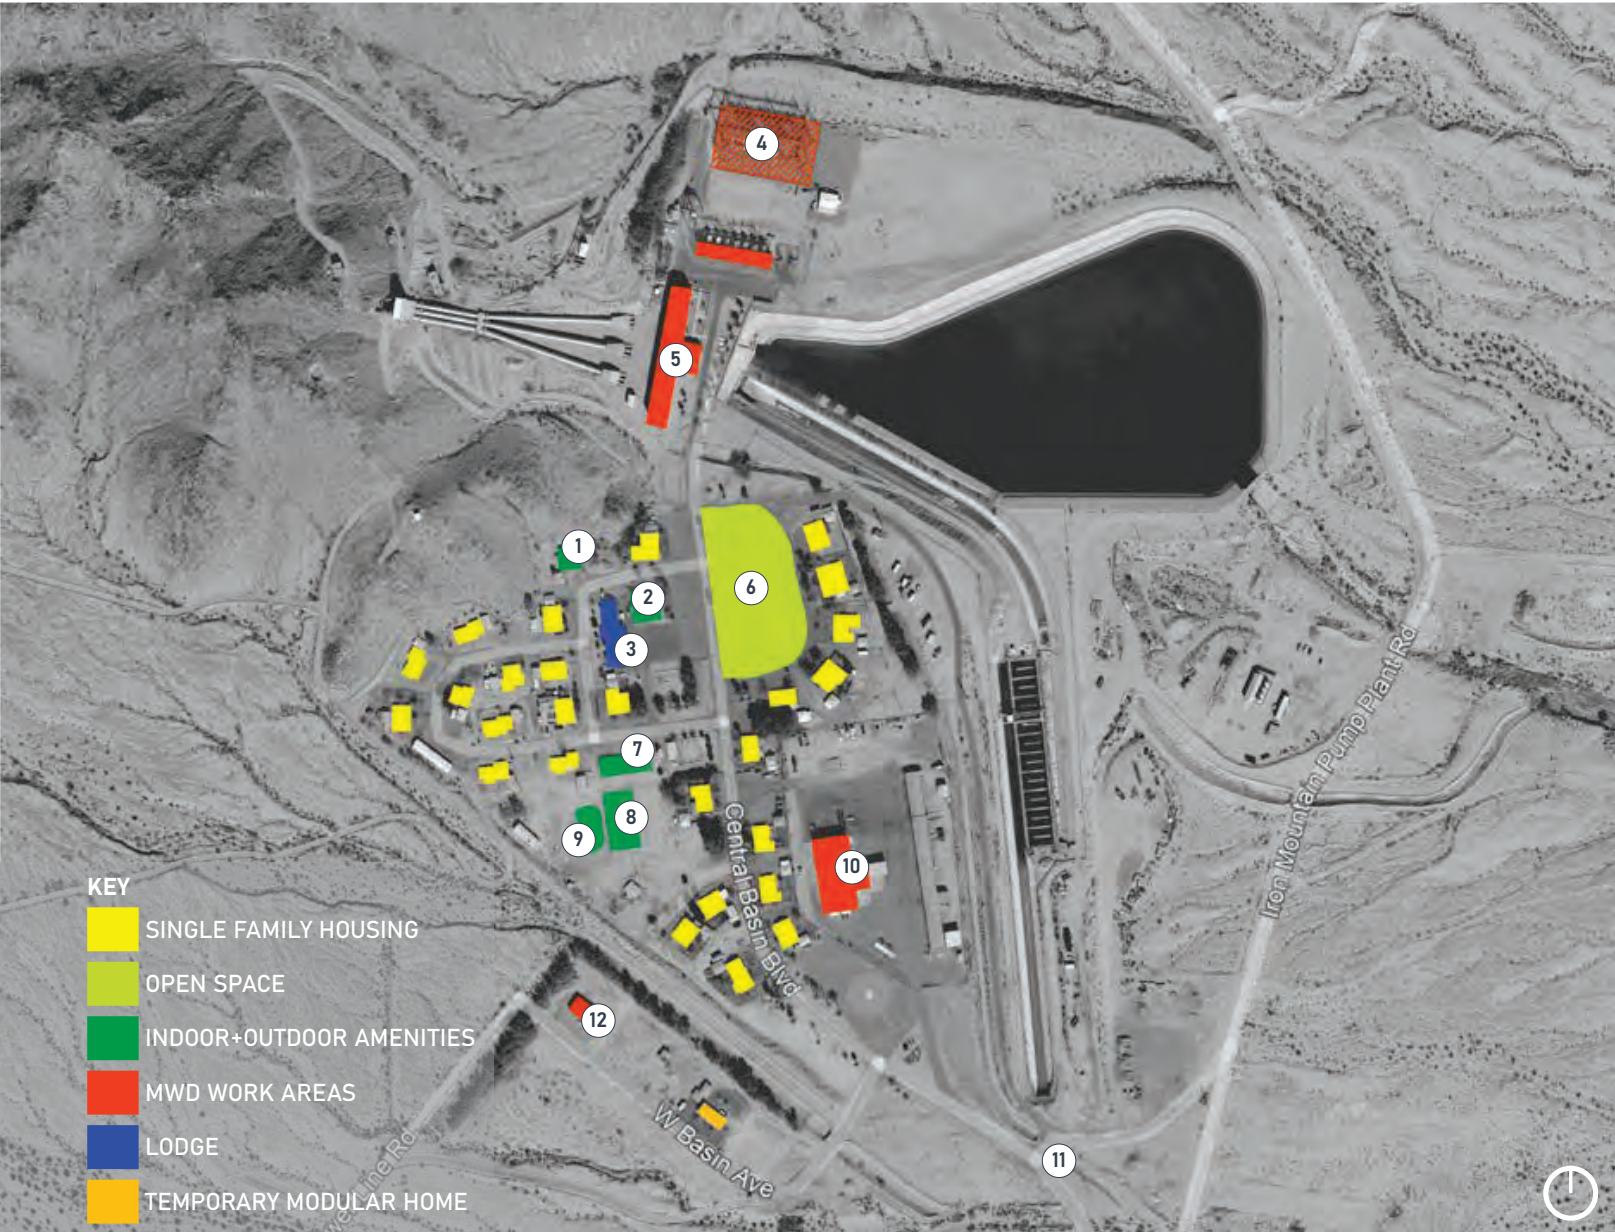 4
5
1
2
6
3
7
8
9
10
Central Basin Blvd
Iron Mountain Pump Plant Rd
12
W Basin Ave
11
KEY
SINGLE FAMILY HOUSING
OPEN SPACE
INDOOR+OUTDOOR AMENITIES
MWD WORK AREAS
LODGE
TEMPORARY MODULAR HOME
line Rd